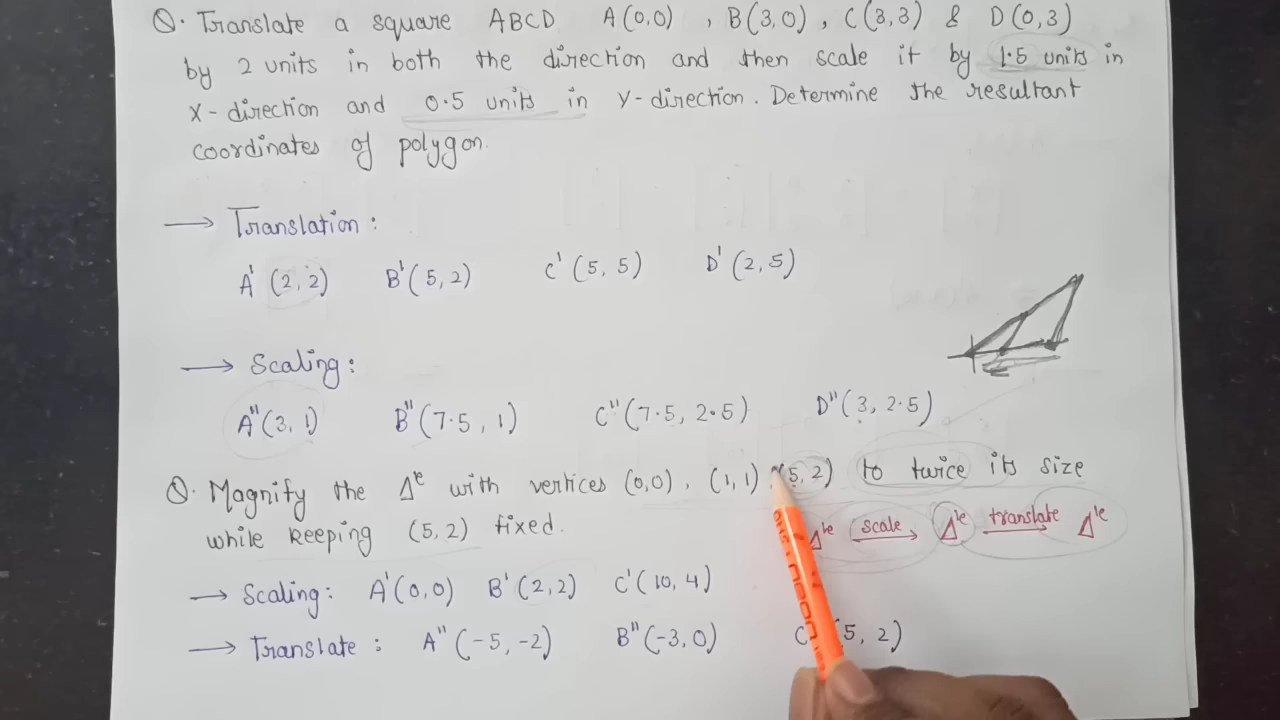 Q. Translate a square ABCD A(0,0), B(3,0), C(3,3) & D(0,3)
by 2 units in both the direction and then scale it by 1.5 units in
X-direction and 0.5 units in Y-direction. Determine the resultant
coordinates of polygon.
→ Translation:
A'(2,2) B'(5,2) C'(5,5) D'(2,5)
→ Scaling:
A"(3,1) B"(7.5,1) C"(7.5, 2.5) D"(3, 2.5)
Q. Magnify the Δle with vertices (0,0), (1,1) (5,2) to twice its size
while keeping (5,2) fixed.
Δle scale → Δle translate → Δle
→ Scaling: A'(0,0) B'(2,2) C'(10,4)
→ Translate: A"(-5,-2) B"(-3,0) C 5, 2)